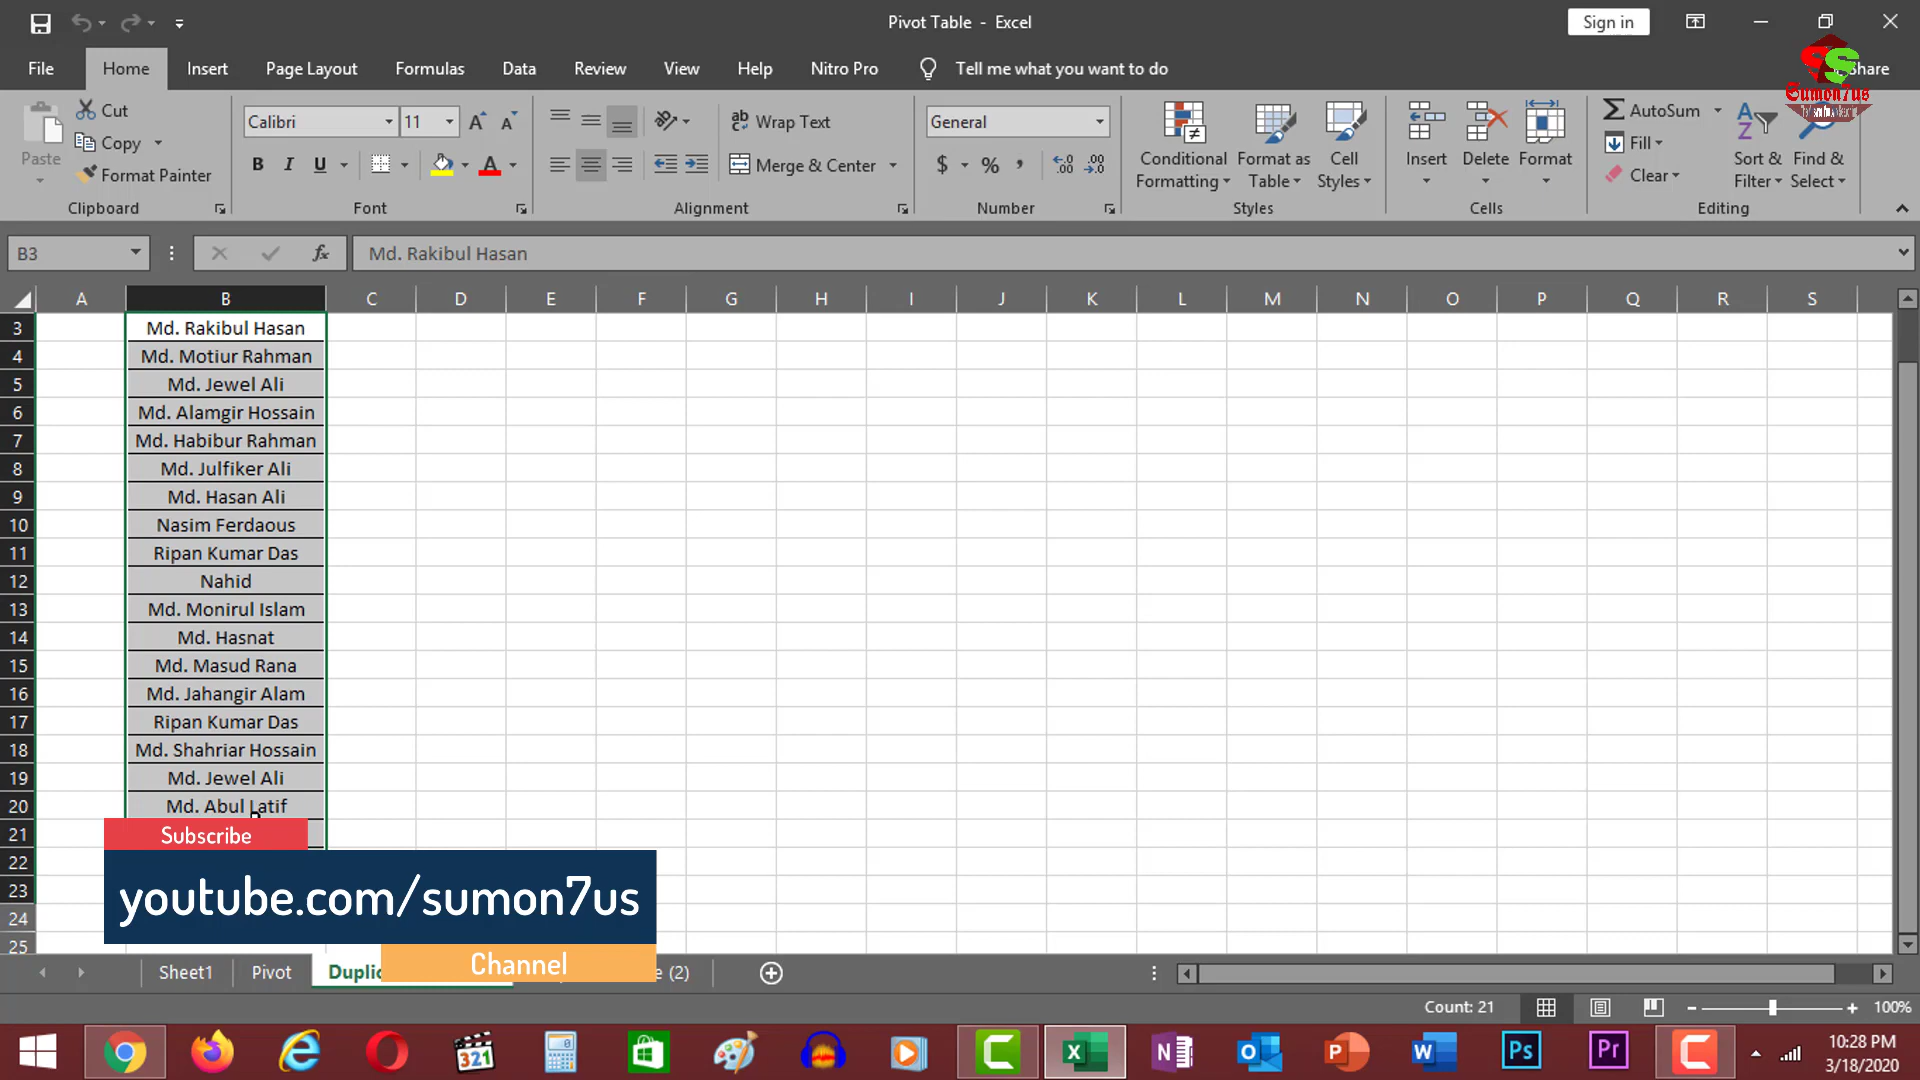 Pivot Table - Excel
Sign in
File Home Insert Page Layout Formulas Data Review View Help Nitro Pro Tell me what you want to do Share
Sumon7us
Cut
Copy
Format Painter
Paste
Clipboard
Calibri 11
B I U
Font
Wrap Text
Merge & Center
Alignment
General
$ % ,
Number
Conditional Formatting
Format as Table
Cell Styles
Styles
Insert Delete Format
Cells
AutoSum
Fill
Clear
Sort & Filter
Find & Select
Editing
B3 fx Md. Rakibul Hasan
A B C D E F G H I J K L M N O P Q R S
3 Md. Rakibul Hasan
4 Md. Motiur Rahman
5 Md. Jewel Ali
6 Md. Alamgir Hossain
7 Md. Habibur Rahman
8 Md. Julfiker Ali
9 Md. Hasan Ali
10 Nasim Ferdaous
11 Ripan Kumar Das
12 Nahid
13 Md. Monirul Islam
14 Md. Hasnat
15 Md. Masud Rana
16 Md. Jahangir Alam
17 Ripan Kumar Das
18 Md. Shahriar Hossain
19 Md. Jewel Ali
20 Md. Abul Latif
21
22
23
24
25
Subscribe
youtube.com/sumon7us
Channel
Sheet1 Pivot Duplic e (2)
Count: 21 100%
10:28 PM
3/18/2020